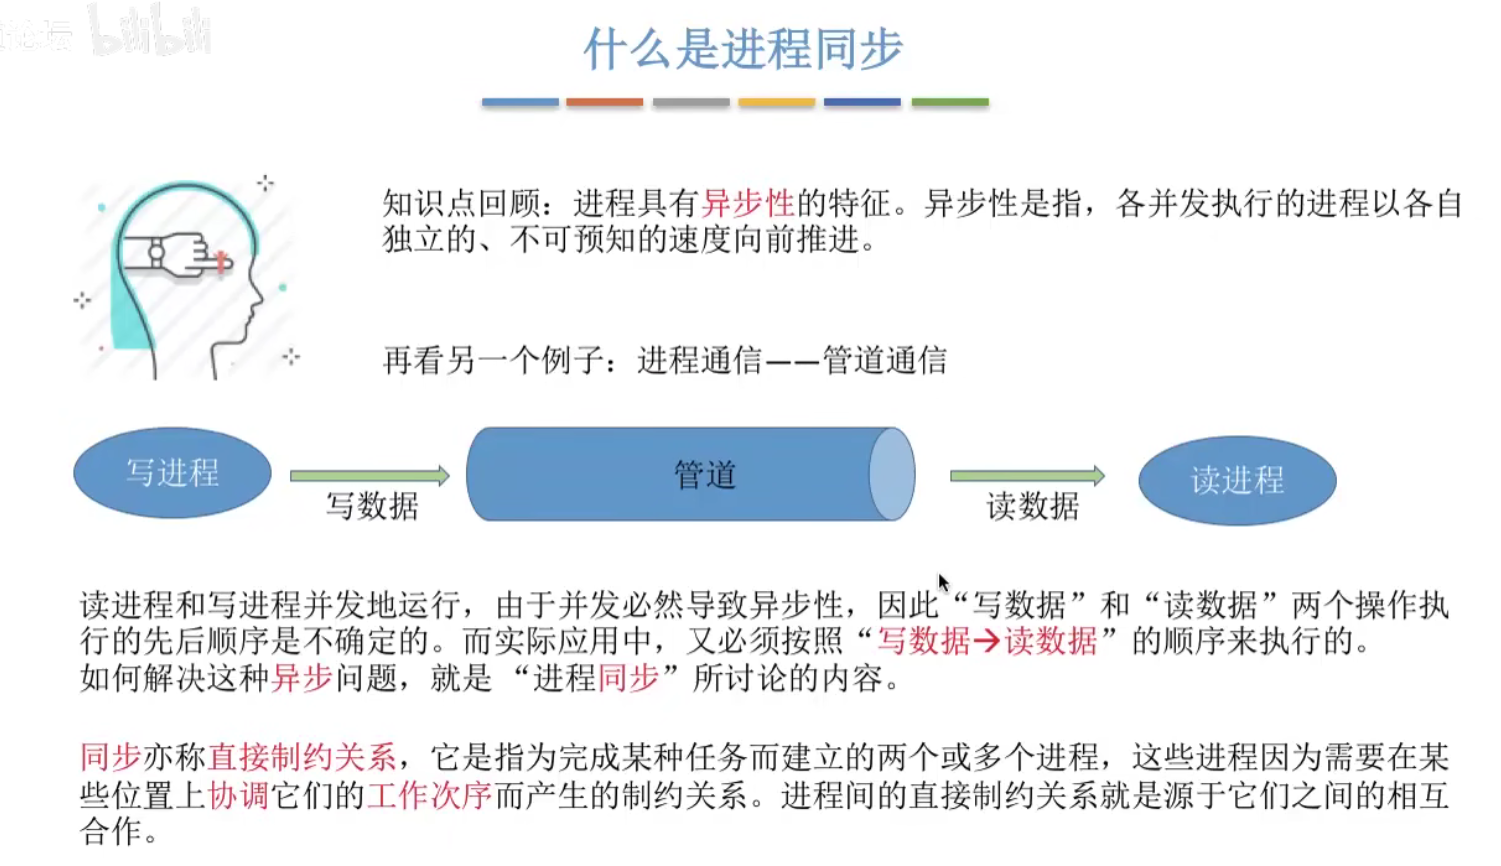 论坛 bilibili
什么是进程同步
知识点回顾：进程具有异步性的特征。异步性是指，各并发执行的进程以各自
独立的、不可预知的速度向前推进。
再看另一个例子：进程通信——管道通信
写进程
写数据
管道
读数据
读进程
读进程和写进程并发地运行，由于并发必然导致异步性，因此“写数据”和“读数据”两个操作执
行的先后顺序是不确定的。而实际应用中，又必须按照“写数据→读数据”的顺序来执行的。
如何解决这种异步问题，就是 “进程同步”所讨论的内容。
同步亦称直接制约关系，它是指为完成某种任务而建立的两个或多个进程，这些进程因为需要在某
些位置上协调它们的工作次序而产生的制约关系。进程间的直接制约关系就是源于它们之间的相互
合作。